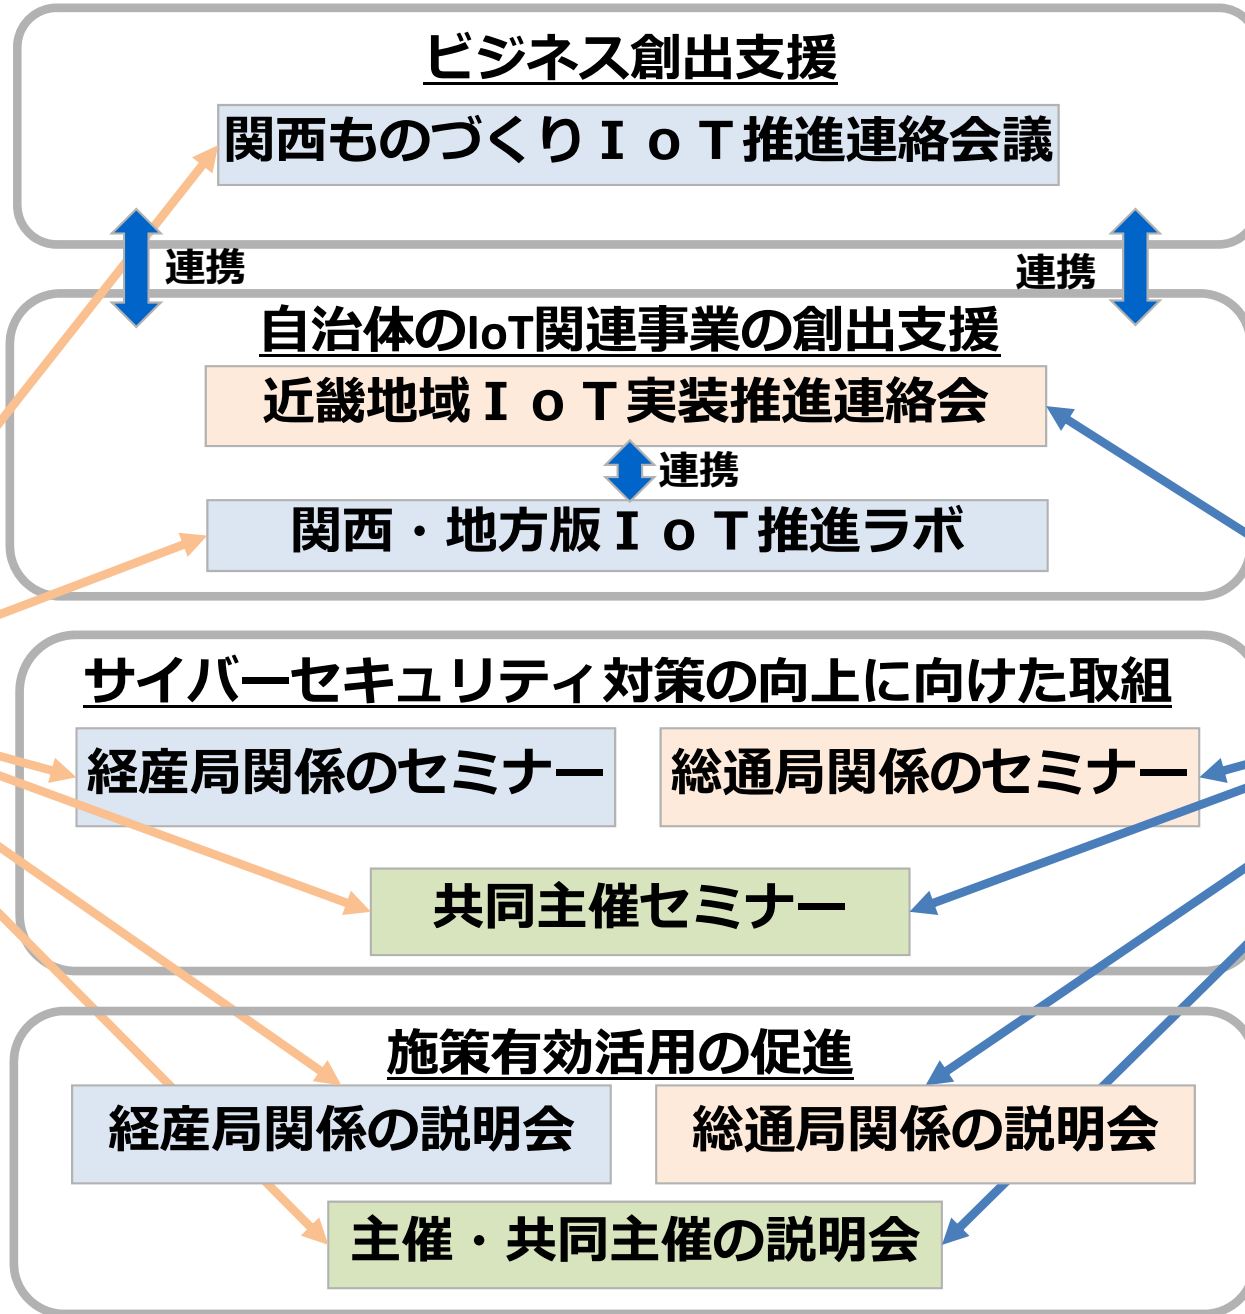 ビジネス創出支援
関西ものづくりＩｏＴ推進連絡会議
連携
連携
自治体のIoT関連事業の創出支援
近畿地域ＩｏＴ実装推進連絡会
連携
関西・地方版ＩｏＴ推進ラボ
サイバーセキュリティ対策の向上に向けた取組
経産局関係のセミナー
総通局関係のセミナー
共同主催セミナー
施策有効活用の促進
経産局関係の説明会
総通局関係の説明会
主催・共同主催の説明会